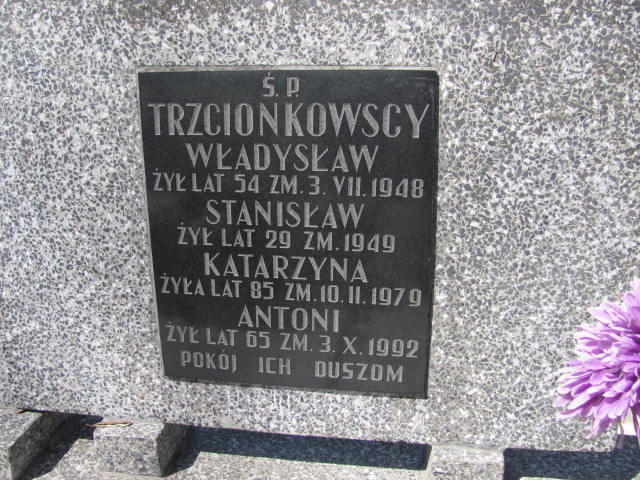 Ś.P.
TRZCIONKOWSCY
WŁADYSŁAW
ŻYŁ LAT 54 ZM. 3. VII. 1948
STANISŁAW
ŻYŁ LAT 29 ZM. 1949
KATARZYNA
ŻYŁA LAT 85 ZM. 10. II. 1979
ANTONI
ŻYŁ LAT 65 ZM. 3. X. 1992
POKÓJ ICH DUSZOM